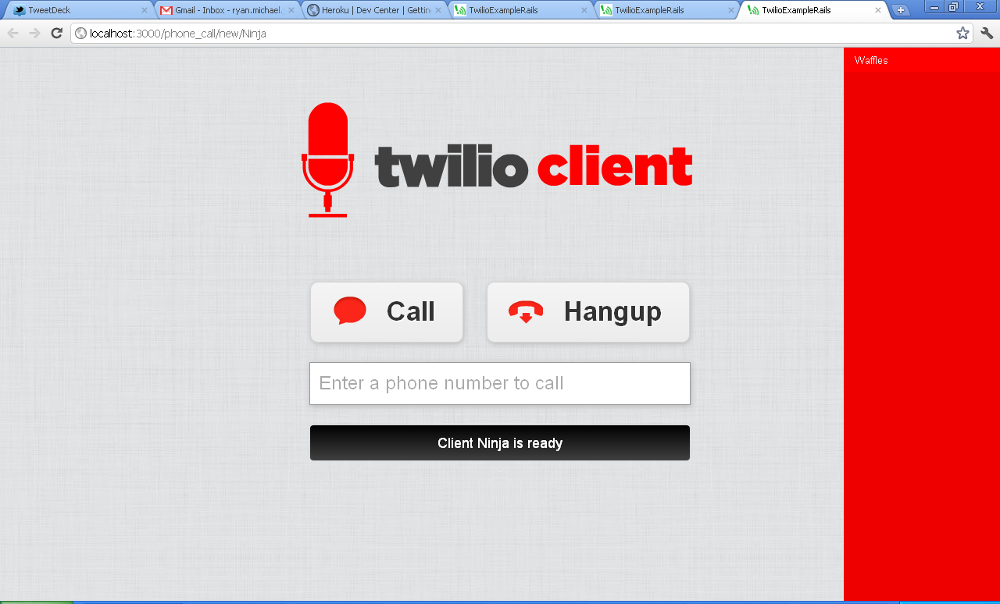 TweetDeck
Gmail - Inbox - ryan.michael.
Heroku | Dev Center | Gettin
TwilioExampleRails
TwilioExampleRails
TwilioExampleRails
localhost:3000/phone_call/new/Ninja
Waffles
twilio client
Call
Hangup
Enter a phone number to call
Client Ninja is ready